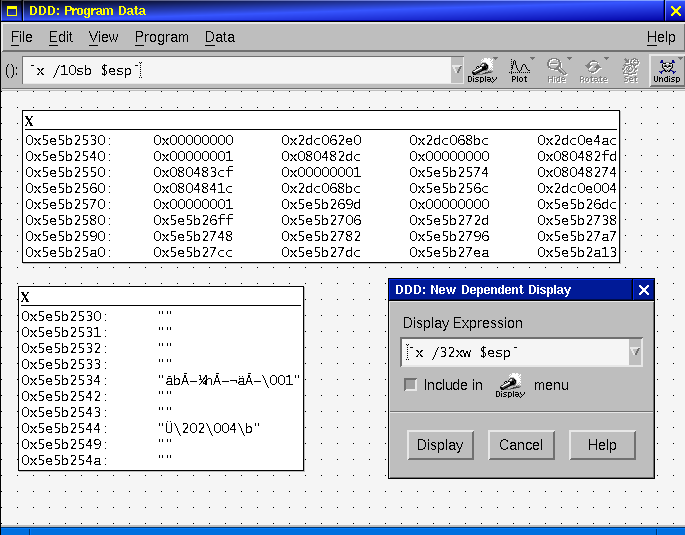 DDD: Program Data
File Edit View Program Data Help
(): `x /10sb $esp` Display Plot Hide Rotate Set Undisp
X
0x5e5b2530: 0x00000000 0x2dc062e0 0x2dc068bc 0x2dc0e4ac
0x5e5b2540: 0x00000001 0x080482dc 0x00000000 0x080482fd
0x5e5b2550: 0x080483cf 0x00000001 0x5e5b2574 0x08048274
0x5e5b2560: 0x0804841c 0x2dc068bc 0x5e5b256c 0x2dc0e004
0x5e5b2570: 0x00000001 0x5e5b269d 0x00000000 0x5e5b26dc
0x5e5b2580: 0x5e5b26ff 0x5e5b2706 0x5e5b272d 0x5e5b2738
0x5e5b2590: 0x5e5b2748 0x5e5b2782 0x5e5b2796 0x5e5b27a7
0x5e5b25a0: 0x5e5b27cc 0x5e5b27dc 0x5e5b27ea 0x5e5b2a13
X
0x5e5b2530: ""
0x5e5b2531: ""
0x5e5b2532: ""
0x5e5b2533: ""
0x5e5b2534: "àbÀ-¼hÀ-¬äÀ-\001"
0x5e5b2542: ""
0x5e5b2543: ""
0x5e5b2544: "Ü\202\004\b"
0x5e5b2549: ""
0x5e5b254a: ""
DDD: New Dependent Display
Display Expression
`x /32xw $esp`
Include in Display menu
Display Cancel Help